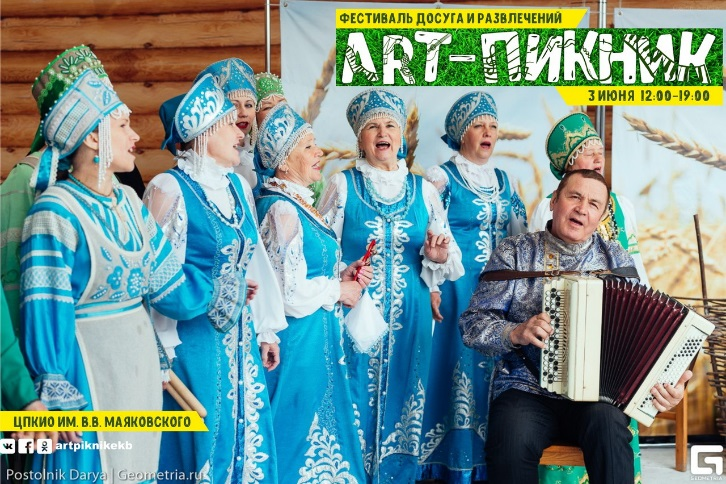 ФЕСТИВАЛЬ ДОСУГА И РАЗВЛЕЧЕНИЙ
ART-ПИКНИК
3 ИЮНЯ 12:00-19:00
ЦПКИО ИМ. В.В. МАЯКОВСКОГО
artpiknikekb
Postolnik Darya | Geometria.ru
GEOMETRIA